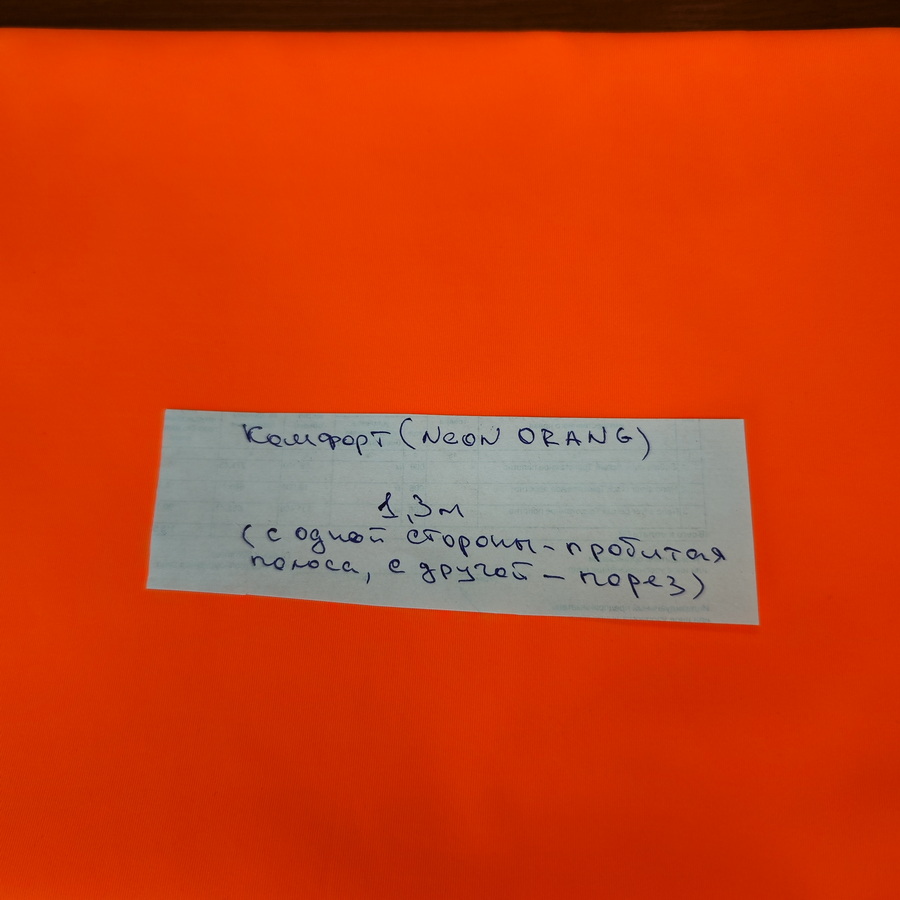 Комфорт (NeON ORANG)
1,3м
(с одной стороны - пробитая
полоса, с другой - порез)